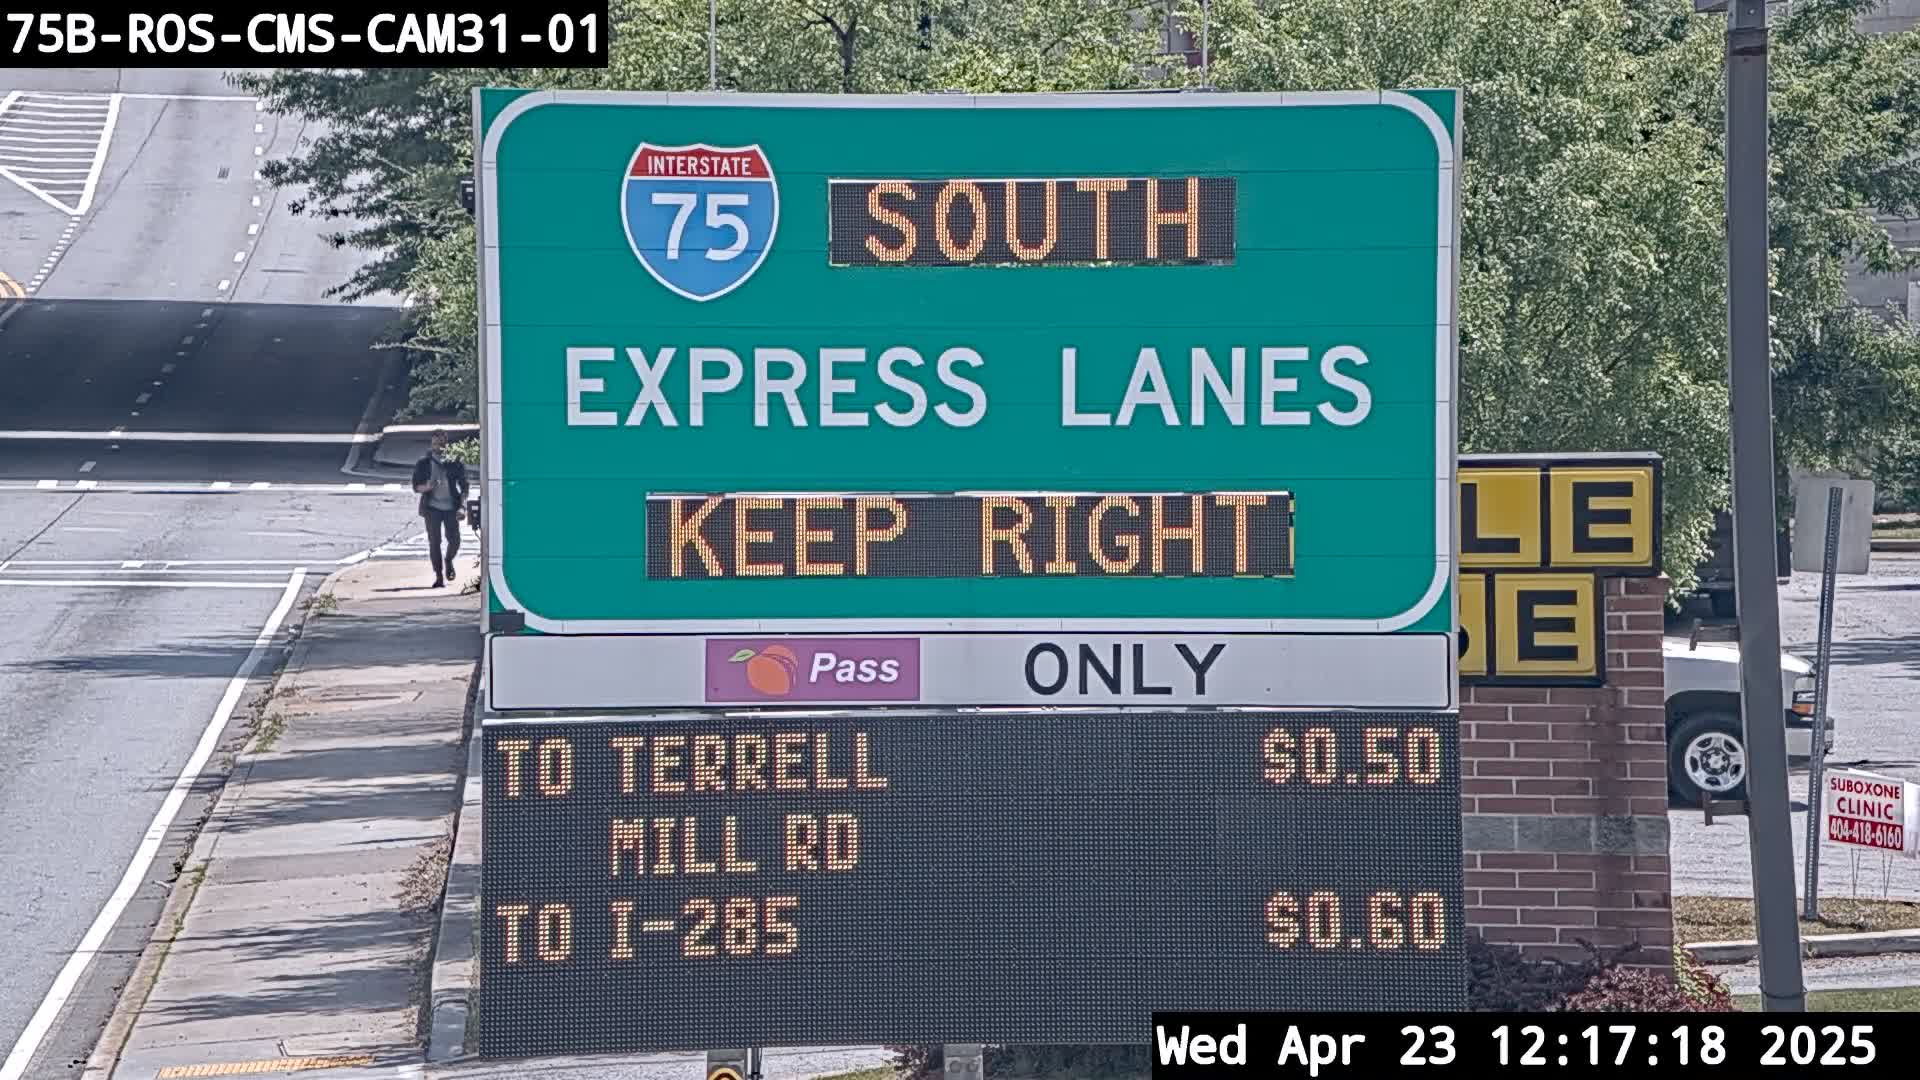 75B-ROS-CMS-CAM31-01
INTERSTATE
75
SOUTH
EXPRESS LANES
KEEP RIGHT
Pass ONLY
TO TERRELL $0.50
MILL RD
TO I-285 $0.60
LE
E
SUBOXONE
CLINIC
404-418-6160
Wed Apr 23 12:17:18 2025